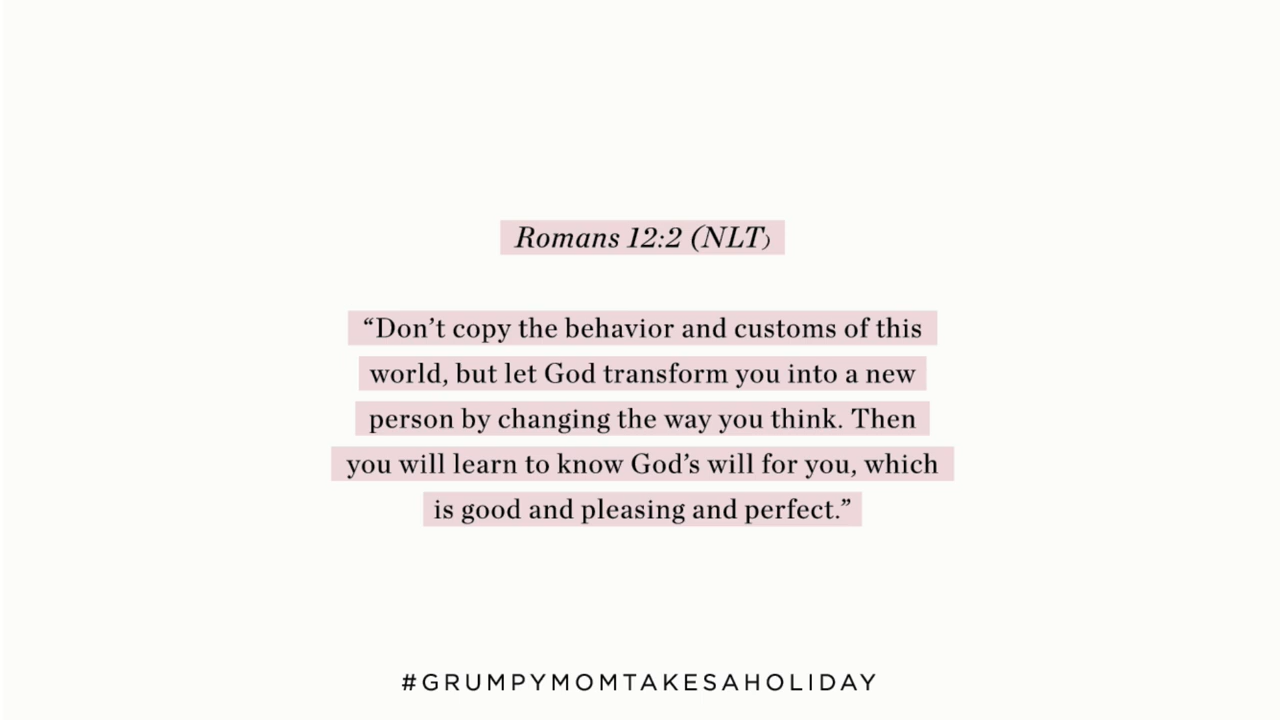 Romans 12:2 (NLT)
“Don’t copy the behavior and customs of this
world, but let God transform you into a new
person by changing the way you think. Then
you will learn to know God’s will for you, which
is good and pleasing and perfect.”
#GRUMPYMOMTAKESAHOLIDAY